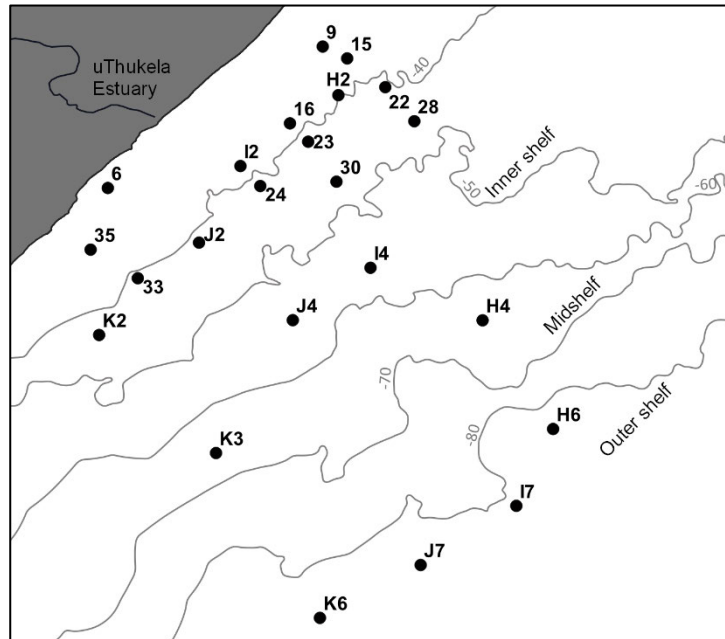 9
15
-40
uThukela
Estuary
H2
22
28
16
23
Inner shelf
I2
-50
30
-60
6
24
35
J2
I4
33
K2
J4
H4
Midshelf
-70
H6
Outer shelf
-80
K3
I7
J7
K6